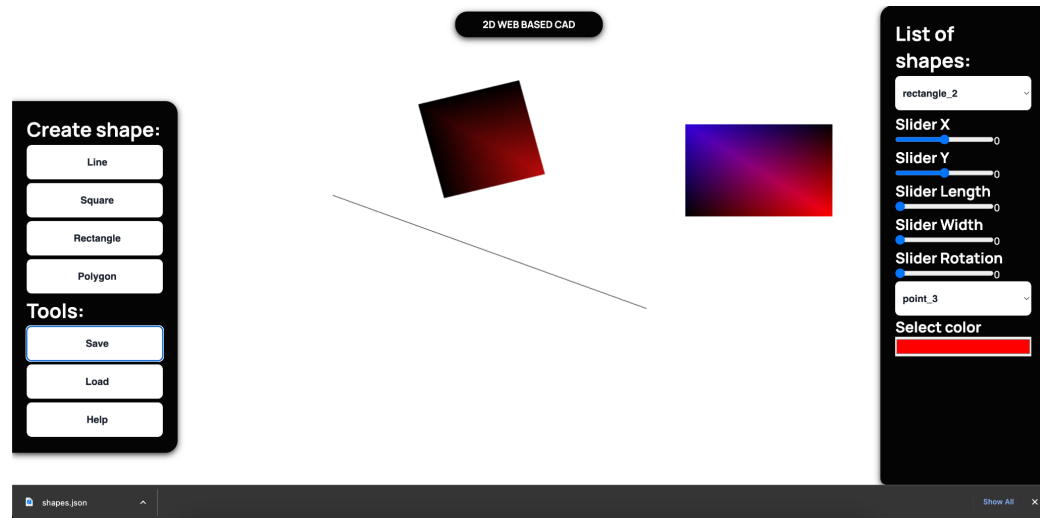 2D WEB BASED CAD
Create shape:
Line
Square
Rectangle
Polygon
Tools:
Save
Load
Help
List of
shapes:
rectangle_2
Slider X
0
Slider Y
0
Slider Length
0
Slider Width
0
Slider Rotation
0
point_3
Select color
shapes.json
Show All